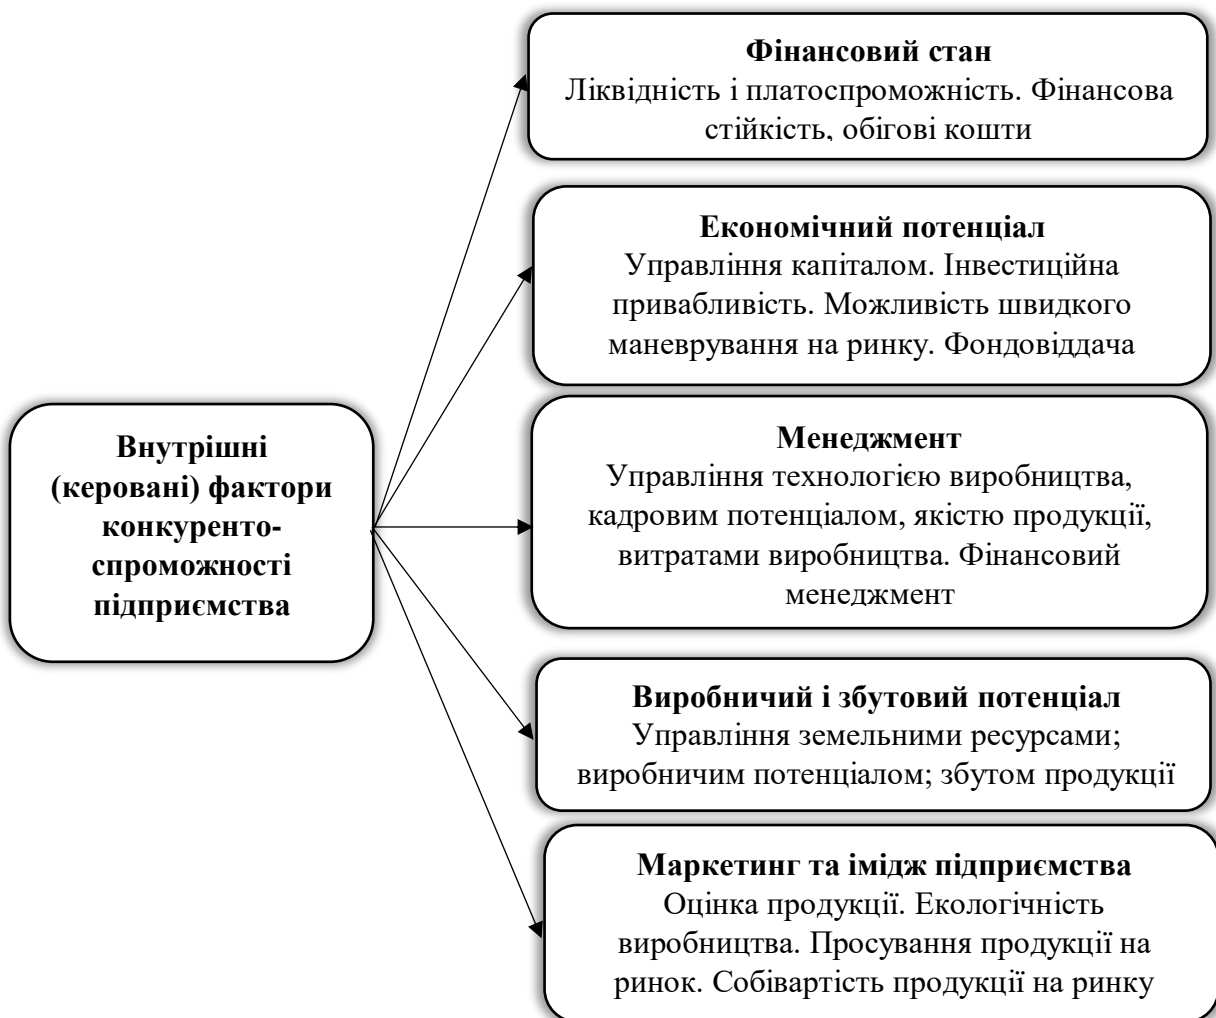 Фінансовий стан
Ліквідність і платоспроможність. Фінансова
стійкість, обігові кошти
Економічний потенціал
Управління капіталом. Інвестиційна
привабливість. Можливість швидкого
маневрування на ринку. Фондовіддача
Внутрішні
(керовані) фактори
конкуренто-
спроможності
підприємства
Менеджмент
Управління технологією виробництва,
кадровим потенціалом, якістю продукції,
витратами виробництва. Фінансовий
менеджмент
Виробничий і збутовий потенціал
Управління земельними ресурсами;
виробничим потенціалом; збутом продукції
Маркетинг та імідж підприємства
Оцінка продукції. Екологічність
виробництва. Просування продукції на
ринок. Собівартість продукції на ринку